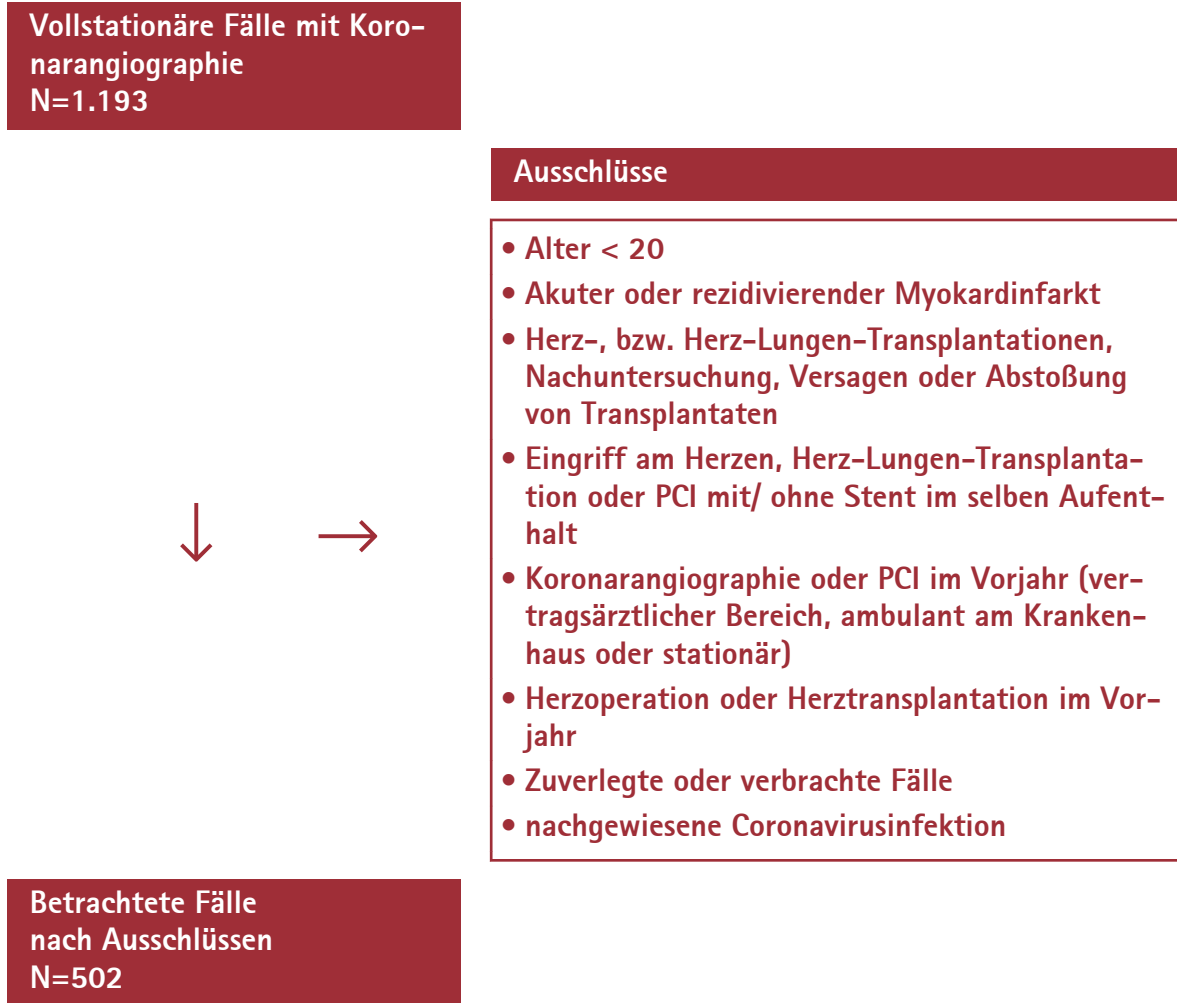 Vollstationäre Fälle mit Koro-
narangiographie
N=1.193
Ausschlüsse
• Alter < 20
• Akuter oder rezidivierender Myokardinfarkt
• Herz-, bzw. Herz-Lungen-Transplantationen,
Nachuntersuchung, Versagen oder Abstoßung
von Transplantaten
• Eingriff am Herzen, Herz-Lungen-Transplanta-
tion oder PCI mit/ ohne Stent im selben Aufent-
halt
• Koronarangiographie oder PCI im Vorjahr (ver-
tragsärztlicher Bereich, ambulant am Kranken-
haus oder stationär)
• Herzoperation oder Herztransplantation im Vor-
jahr
• Zuverlegte oder verbrachte Fälle
• nachgewiesene Coronavirusinfektion
Betrachtete Fälle
nach Ausschlüssen
N=502